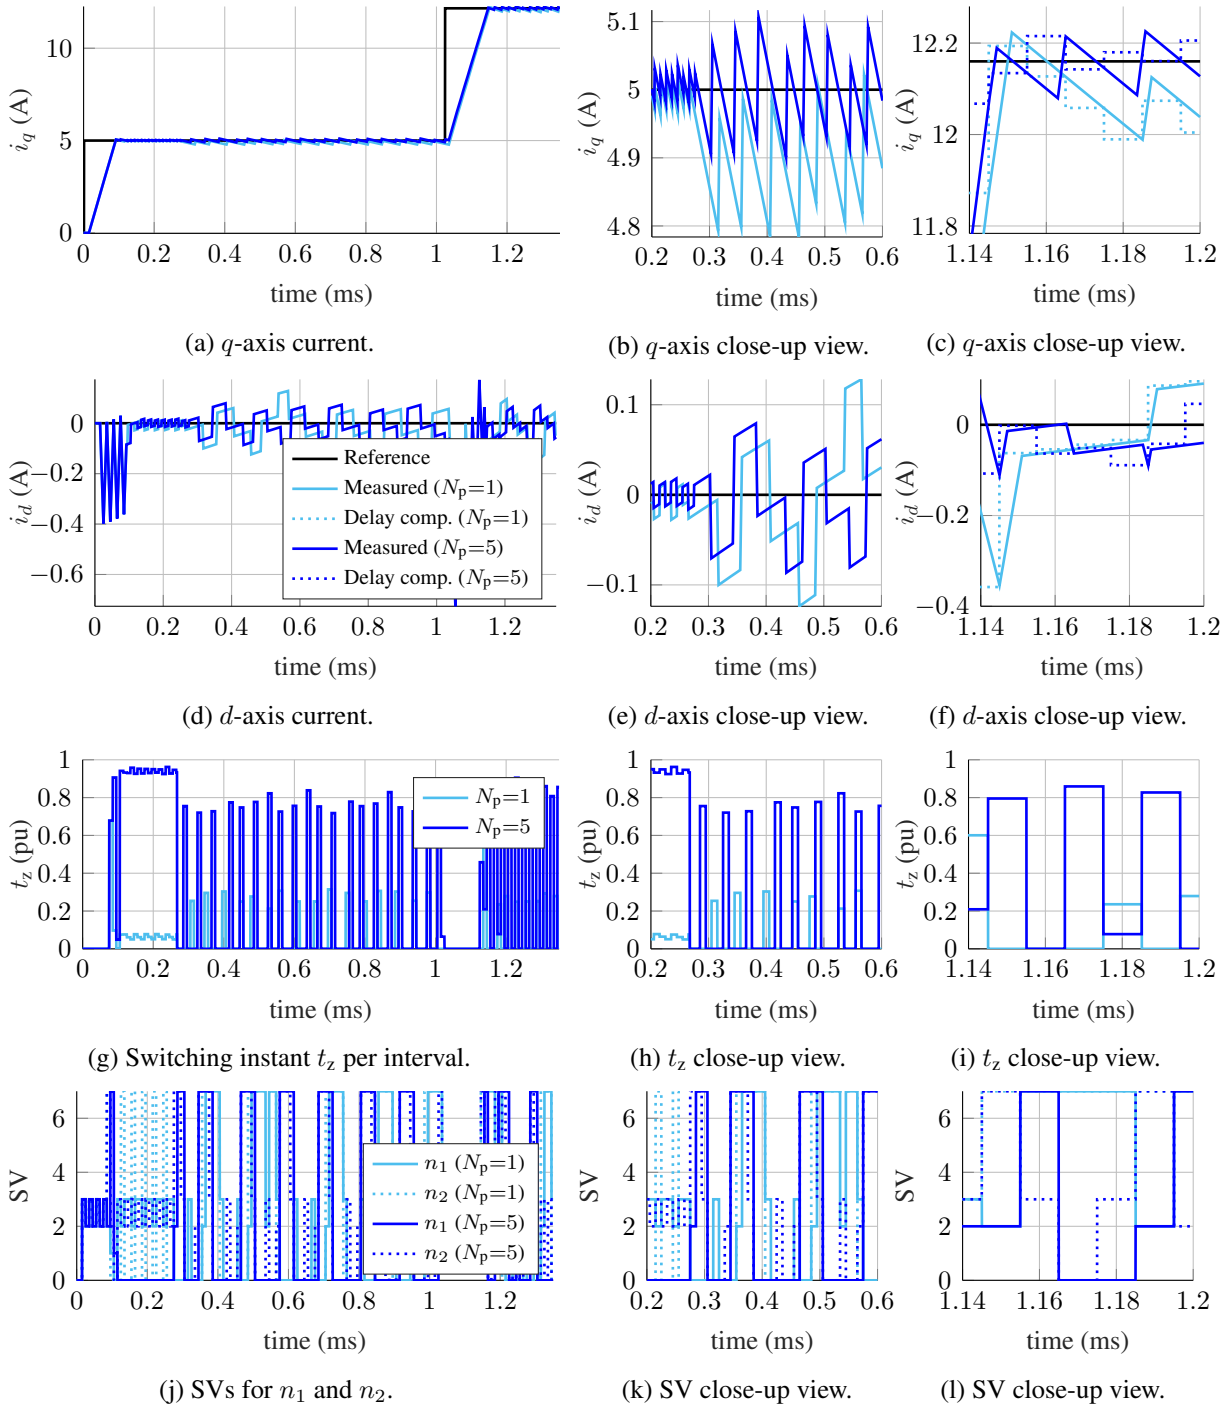 10
5
0
i_q (A)
0 0.2 0.4 0.6 0.8 1 1.2
time (ms)
(a) q-axis current.
5.1
5
4.9
4.8
i_q (A)
0.2 0.3 0.4 0.5 0.6
time (ms)
(b) q-axis close-up view.
12.2
12
11.8
i_q (A)
1.14 1.16 1.18 1.2
time (ms)
(c) q-axis close-up view.
0
−0.2
−0.4
−0.6
i_d (A)
Reference
Measured (N_p=1)
Delay comp. (N_p=1)
Measured (N_p=5)
Delay comp. (N_p=5)
0 0.2 0.4 0.6 0.8 1 1.2
time (ms)
(d) d-axis current.
0.1
0
−0.1
i_d (A)
0.2 0.3 0.4 0.5 0.6
time (ms)
(e) d-axis close-up view.
0
−0.2
−0.4
i_d (A)
1.14 1.16 1.18 1.2
time (ms)
(f) d-axis close-up view.
1
0.8
0.6
0.4
0.2
0
t_z (pu)
N_p=1
N_p=5
0 0.2 0.4 0.6 0.8 1 1.2
time (ms)
(g) Switching instant t_z per interval.
1
0.8
0.6
0.4
0.2
0
t_z (pu)
0.2 0.3 0.4 0.5 0.6
time (ms)
(h) t_z close-up view.
1
0.8
0.6
0.4
0.2
0
t_z (pu)
1.14 1.16 1.18 1.2
time (ms)
(i) t_z close-up view.
6
4
2
0
SV
n_1 (N_p=1)
n_2 (N_p=1)
n_1 (N_p=5)
n_2 (N_p=5)
0 0.2 0.4 0.6 0.8 1 1.2
time (ms)
(j) SVs for n_1 and n_2.
6
4
2
0
SV
0.2 0.3 0.4 0.5 0.6
time (ms)
(k) SV close-up view.
6
4
2
0
SV
1.14 1.16 1.18 1.2
time (ms)
(l) SV close-up view.